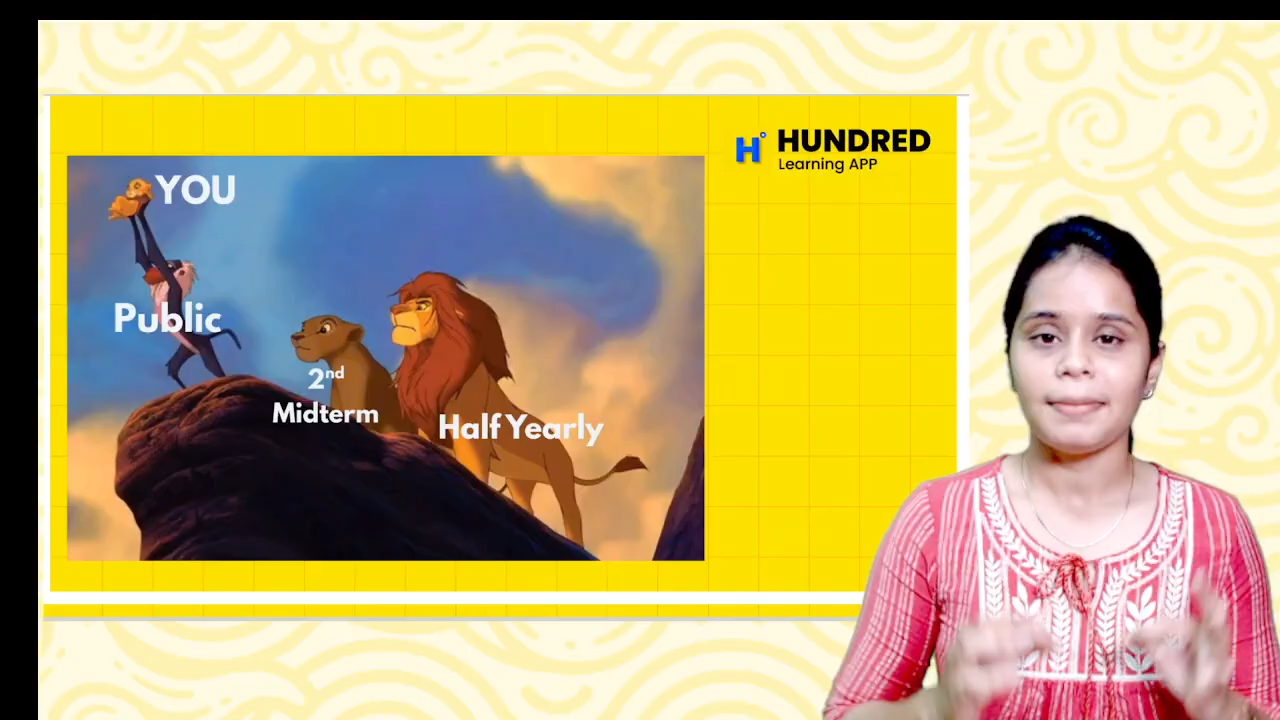 HUNDRED
Learning APP
YOU
Public
2nd
Midterm
Half Yearly